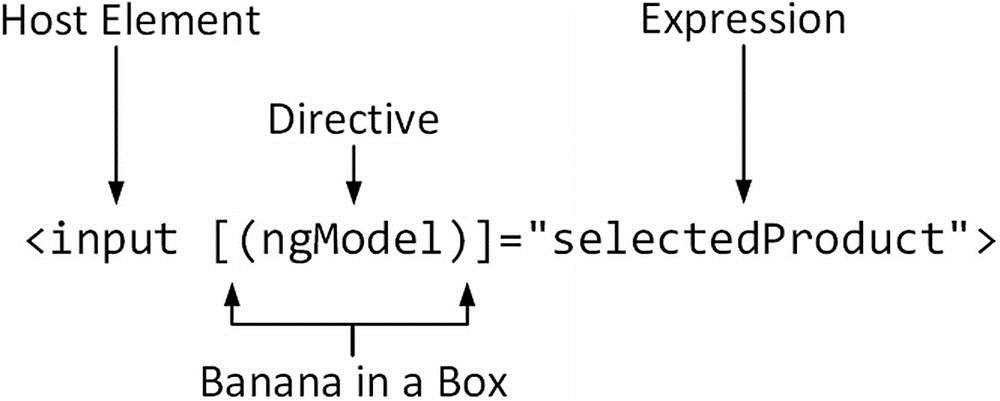 Host Element
Expression
Directive
<input [(ngModel)]="selectedProduct">
Banana in a Box